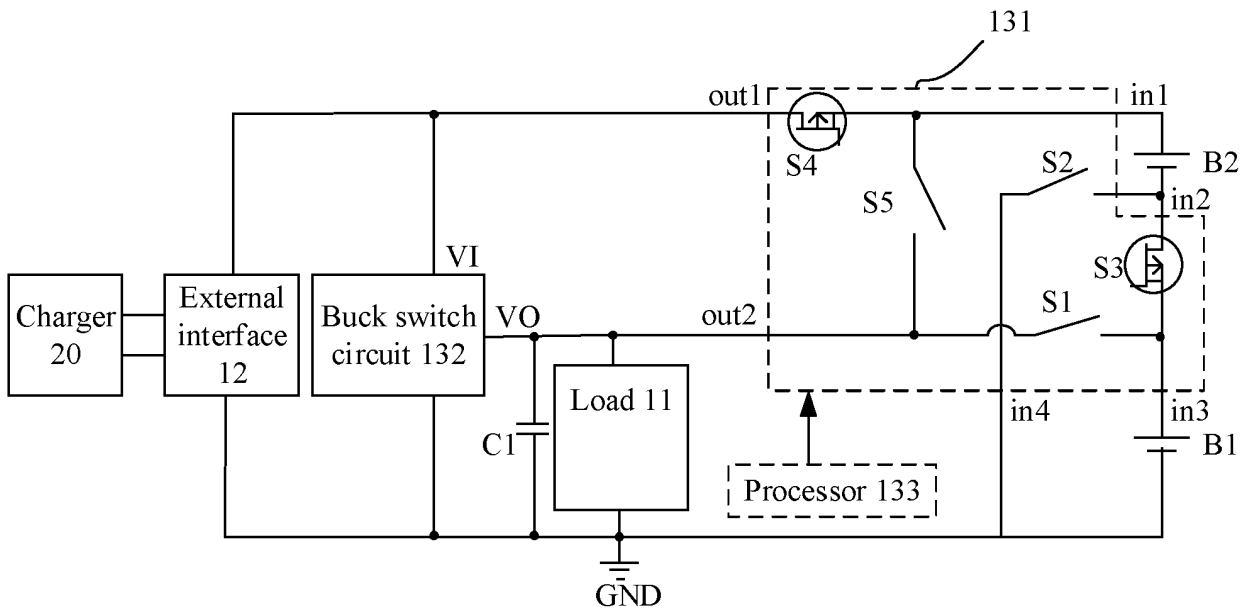 131
out1
in1
S4
S2
B2
in2
S5
S3
VI
S1
Charger
20
External
interface
12
Buck switch
circuit 132
VO
out2
Load 11
C1
in4
in3
B1
Processor 133
GND